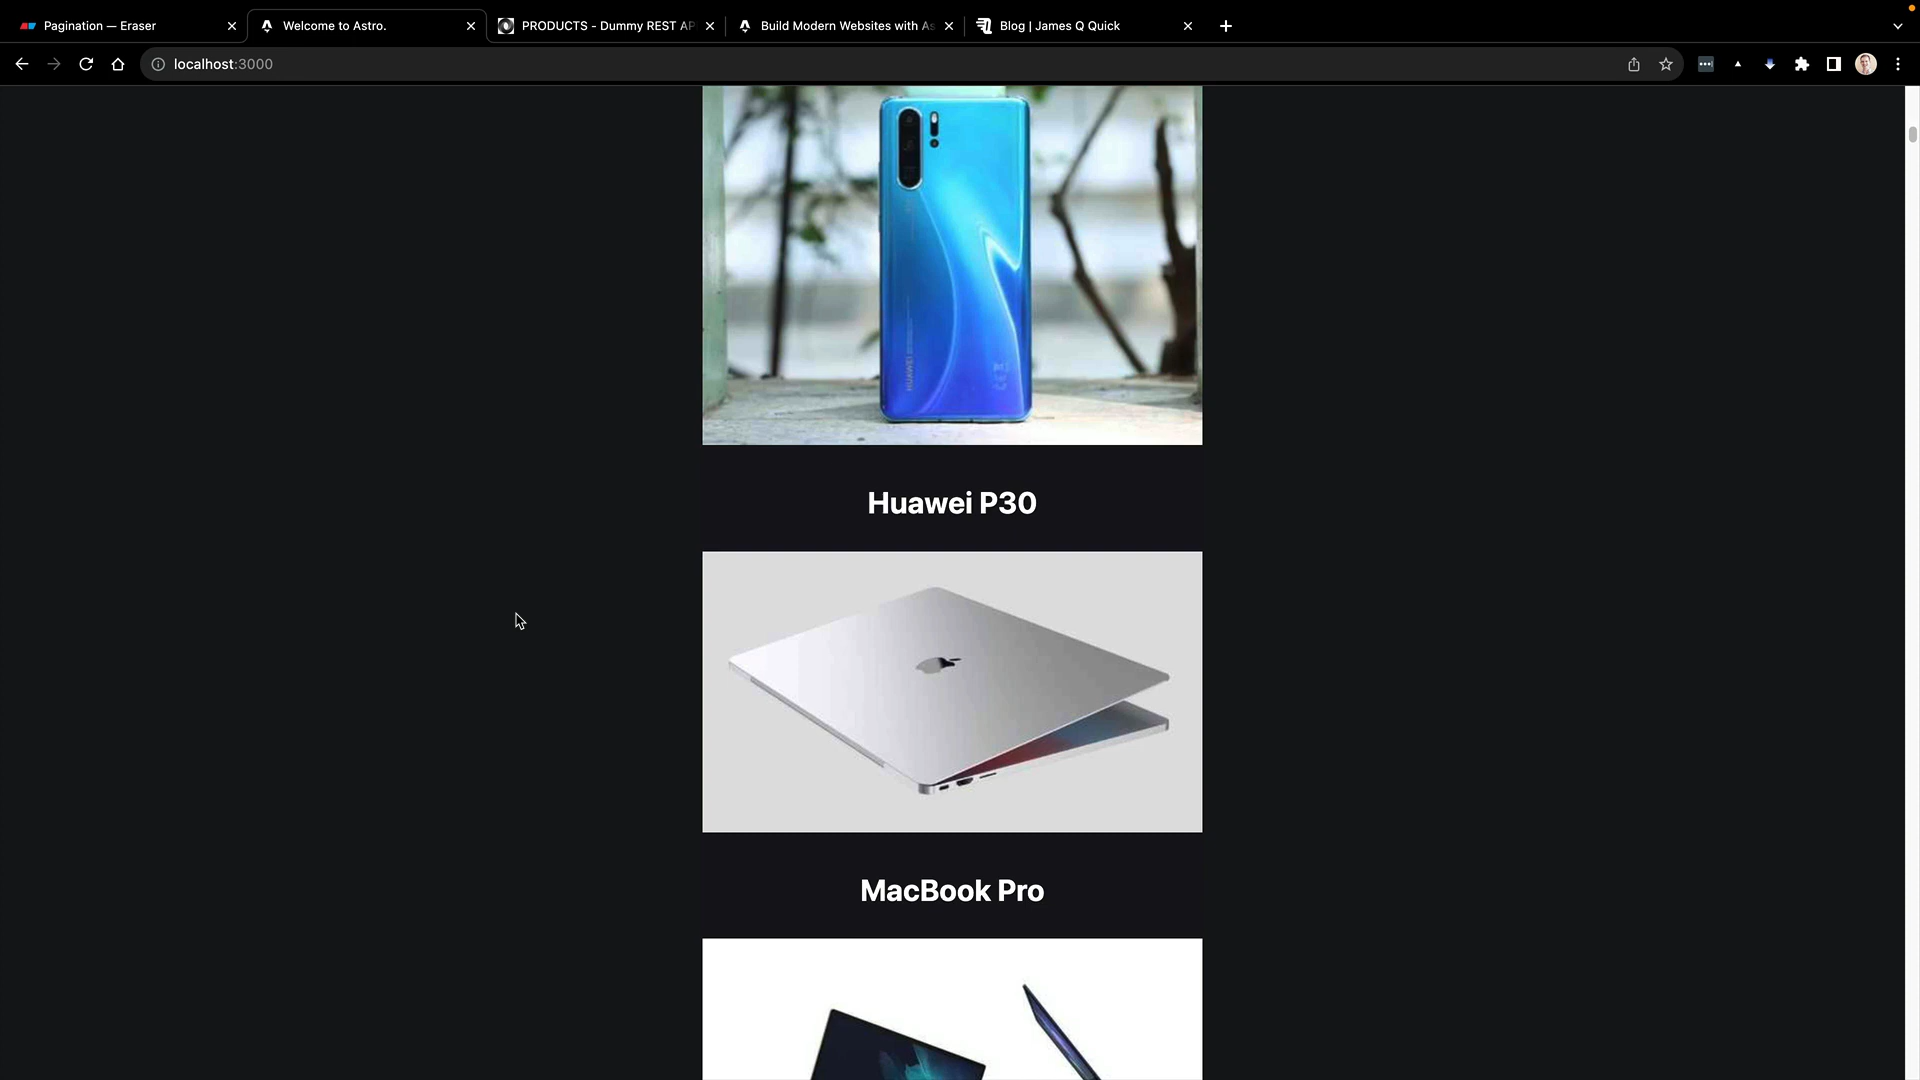 Pagination — Eraser
Welcome to Astro.
PRODUCTS - Dummy REST AP
Build Modern Websites with As
Blog | James Q Quick
localhost:3000
HUAWEI
Huawei P30
MacBook Pro